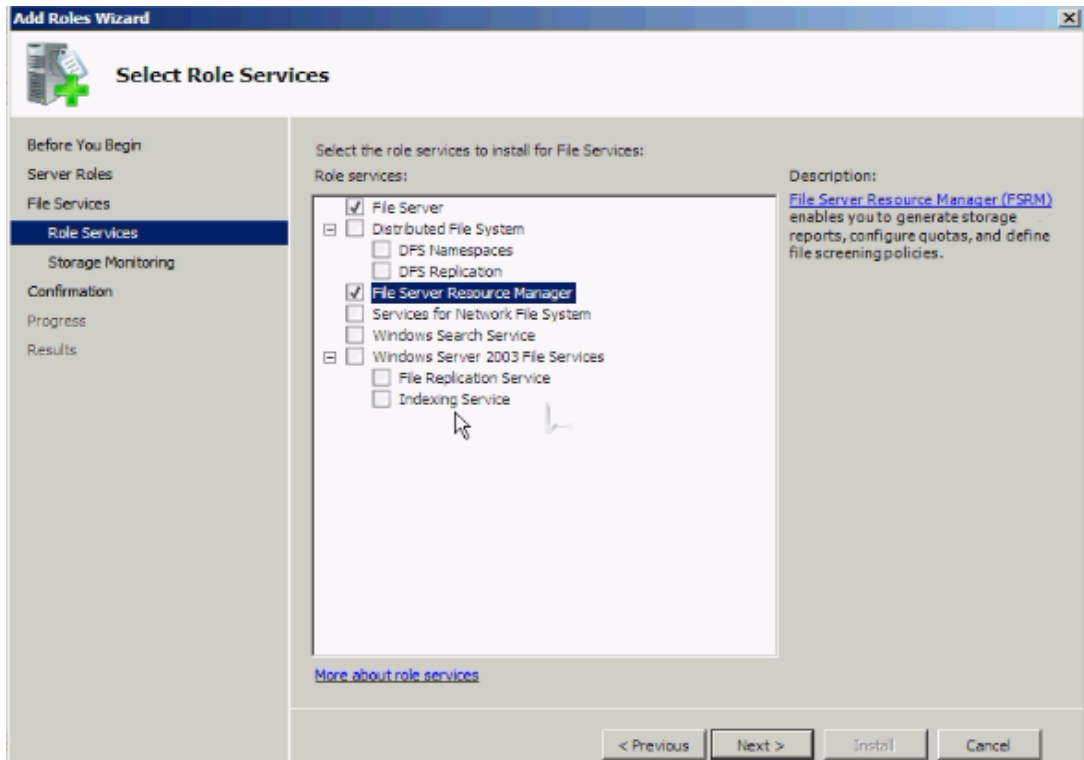 Add Roles Wizard
Select Role Services
Before You Begin
Server Roles
File Services
Role Services
Storage Monitoring
Confirmation
Progress
Results
Select the role services to install for File Services:
Role services:
File Server
Distributed File System
DFS Namespaces
DFS Replication
File Server Resource Manager
Services for Network File System
Windows Search Service
Windows Server 2003 File Services
File Replication Service
Indexing Service
More about role services
Description:
File Server Resource Manager (FSRM)
enables you to generate storage
reports, configure quotas, and define
file screening policies.
< Previous
Next >
Install
Cancel